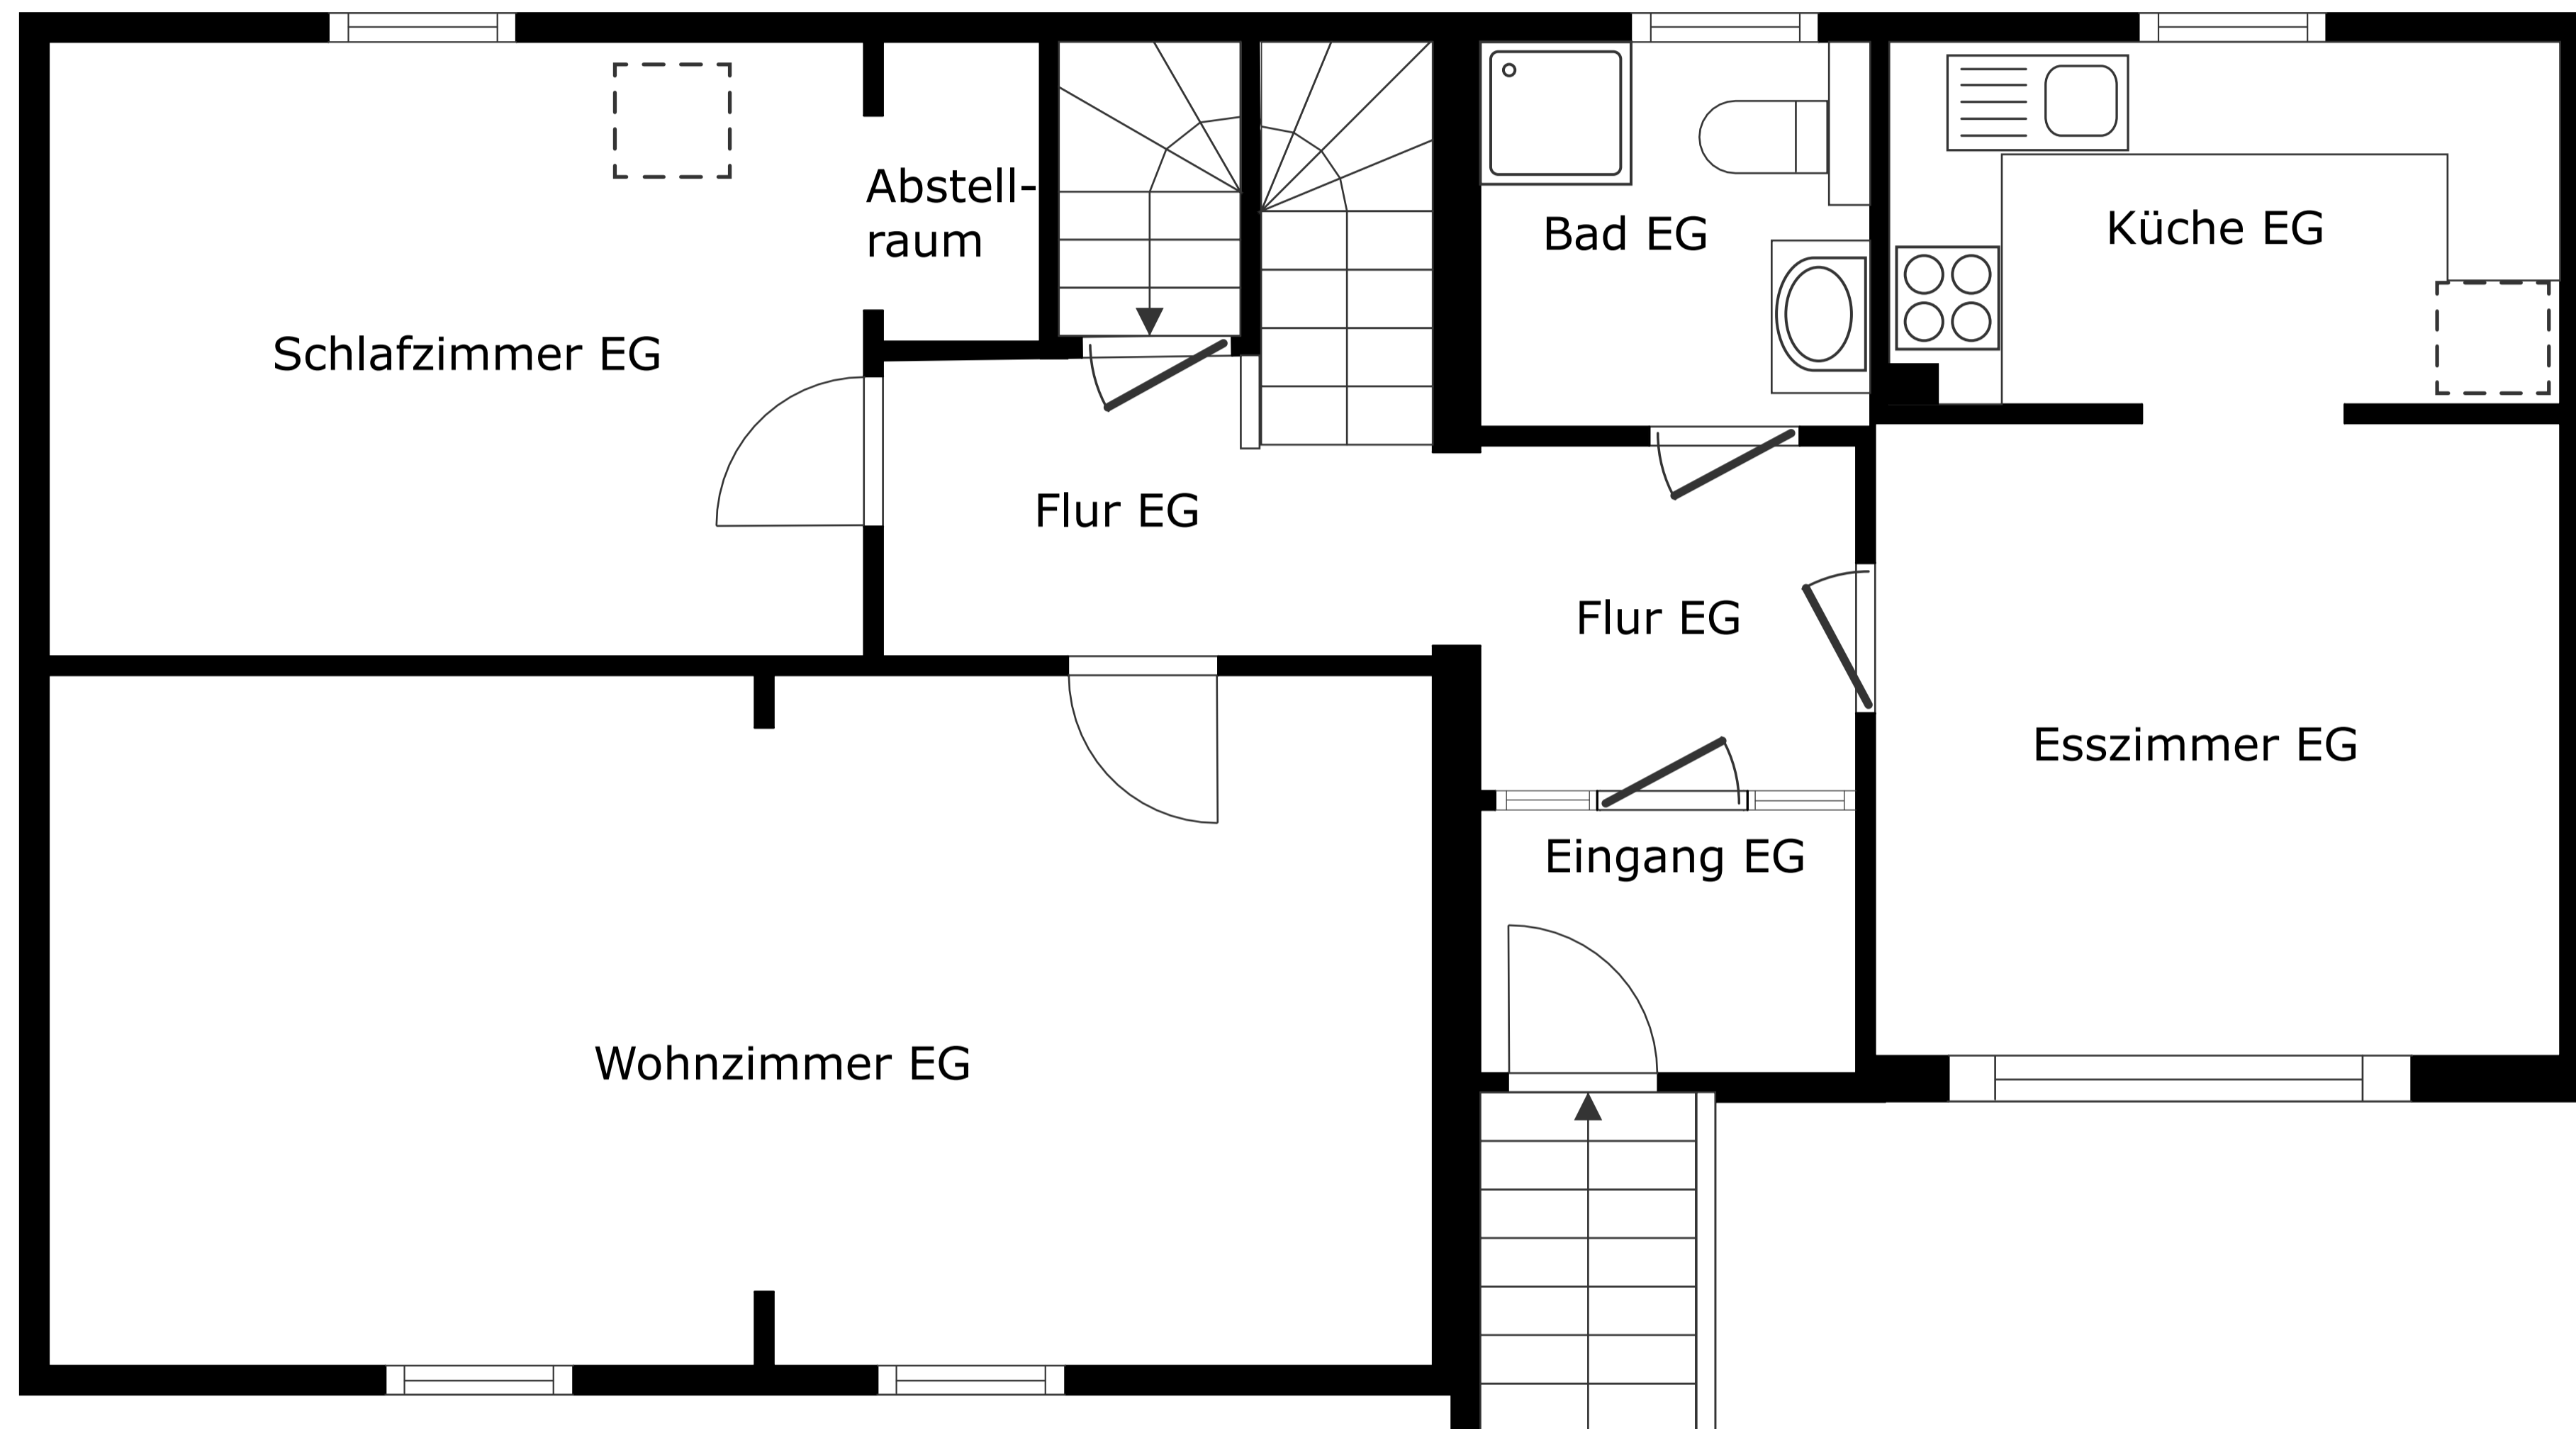 Abstell-
raum
Bad EG
Küche EG
Schlafzimmer EG
Flur EG
Flur EG
Esszimmer EG
Eingang EG
Wohnzimmer EG